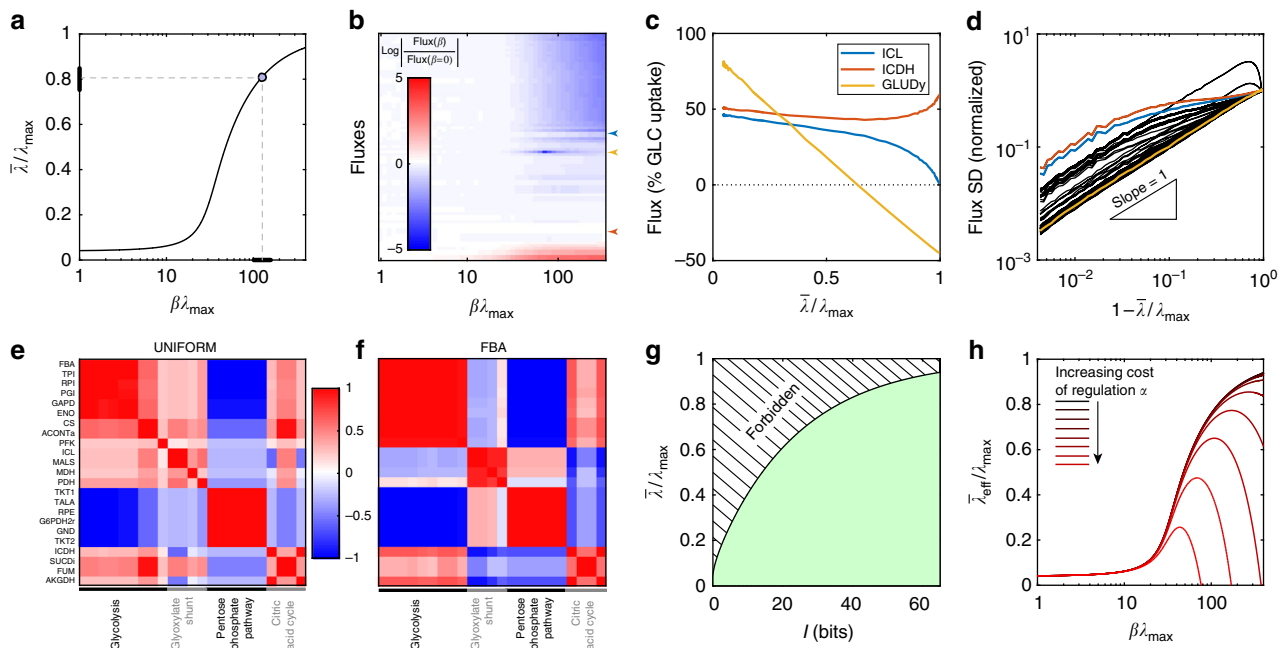 a
b
c
d
1
0.8
0.6
0.4
0.2
0
1
10
100
λ̄/λmax
βλmax
Log |Flux(β)/Flux(β=0)|
5
0
−5
Fluxes
10
100
βλmax
100
50
0
−50
Flux (% GLC uptake)
ICL
ICDH
GLUDy
0
0.5
1
λ̄/λmax
10¹
10⁻¹
10⁻³
Flux SD (normalized)
Slope = 1
10⁻²
10⁻¹
10⁰
1−λ̄/λmax
e
f
g
h
UNIFORM
FBA
FBA
TPI
RPI
PGI
GAPD
ENO
CS
ACONTa
PFK
ICL
MALS
MDH
PDH
TKT1
TALA
RPE
G6PDH2r
GND
TKT2
ICDH
SUCDi
FUM
AKGDH
1
0.5
0
−0.5
−1
Glycolysis
Glyoxylate
shunt
Pentose
phosphate
pathway
Citric
acid cycle
Glycolysis
Glyoxylate
shunt
Pentose
phosphate
pathway
Citric
acid cycle
1
0.8
0.6
0.4
0.2
0
λ̄/λmax
Forbidden
0
20
40
60
I (bits)
1
0.8
0.6
0.4
0.2
0
λ̄eff/λmax
Increasing cost
of regulation α
1
10
100
βλmax